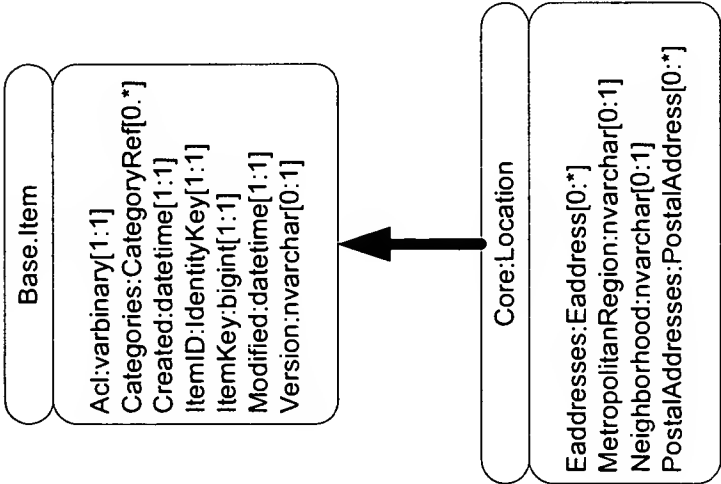 Base.Item
Acl:varbinary[1:1]
Categories:CategoryRef[0.*]
Created:datetime[1:1]
ItemID:IdentityKey[1:1]
ItemKey:bigint[1:1]
Modified:datetime[1:1]
Version:nvarchar[0:1]
Core:Location
Eaddresses:Eaddress[0:*]
MetropolitanRegion:nvarchar[0:1]
Neighborhood:nvarchar[0:1]
PostalAddresses:PostalAddress[0:*]